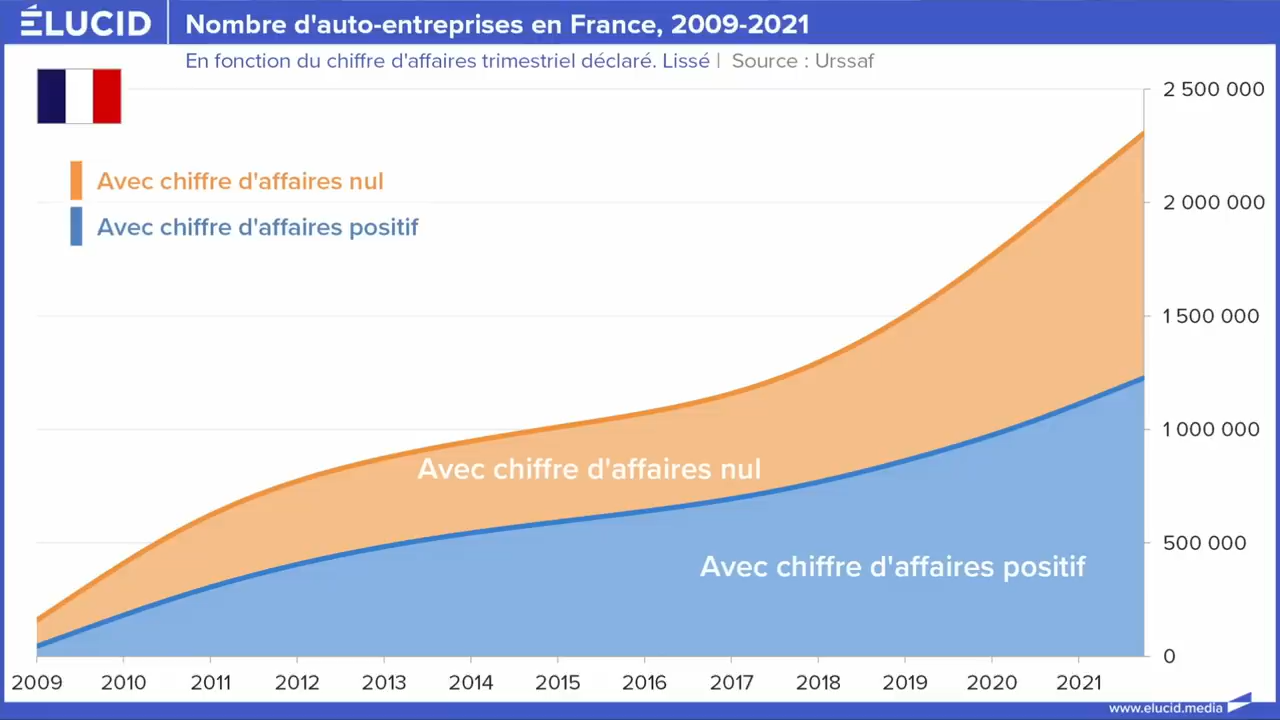 ÉLUCID
Nombre d'auto-entreprises en France, 2009-2021
En fonction du chiffre d'affaires trimestriel déclaré. Lissé | Source : Urssaf
2 500 000
Avec chiffre d'affaires nul
2 000 000
Avec chiffre d'affaires positif
1 500 000
1 000 000
Avec chiffre d'affaires nul
500 000
Avec chiffre d'affaires positif
0
2009 2010 2011 2012 2013 2014 2015 2016 2017 2018 2019 2020 2021
www.elucid.media